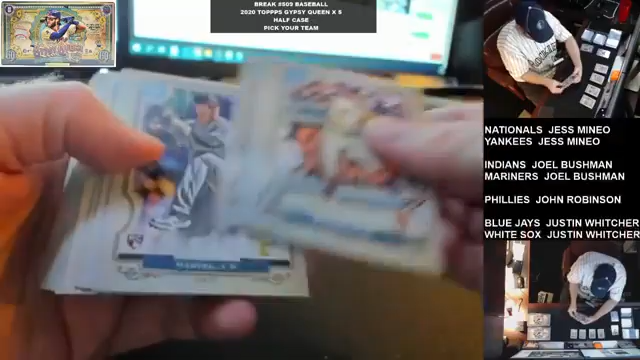 BREAK #509 BASEBALL
2020 TOPPPS GYPSY QUEEN X 5
HALF CASE
PICK YOUR TEAM
NATIONALS JESS MINEO
YANKEES JESS MINEO
INDIANS JOEL BUSHMAN
MARINERS JOEL BUSHMAN
PHILLIES JOHN ROBINSON
BLUE JAYS JUSTIN WHITCHER
WHITE SOX JUSTIN WHITCHER